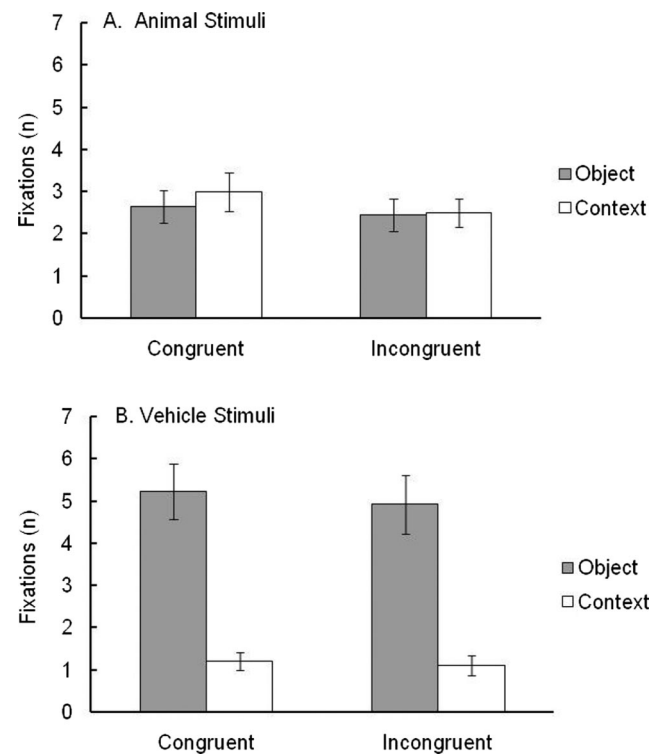 A. Animal Stimuli
7
6
5
4
3
2
1
0
Fixations (n)
Congruent
Incongruent
Object
Context
B. Vehicle Stimuli
7
6
5
4
3
2
1
0
Fixations (n)
Congruent
Incongruent
Object
Context